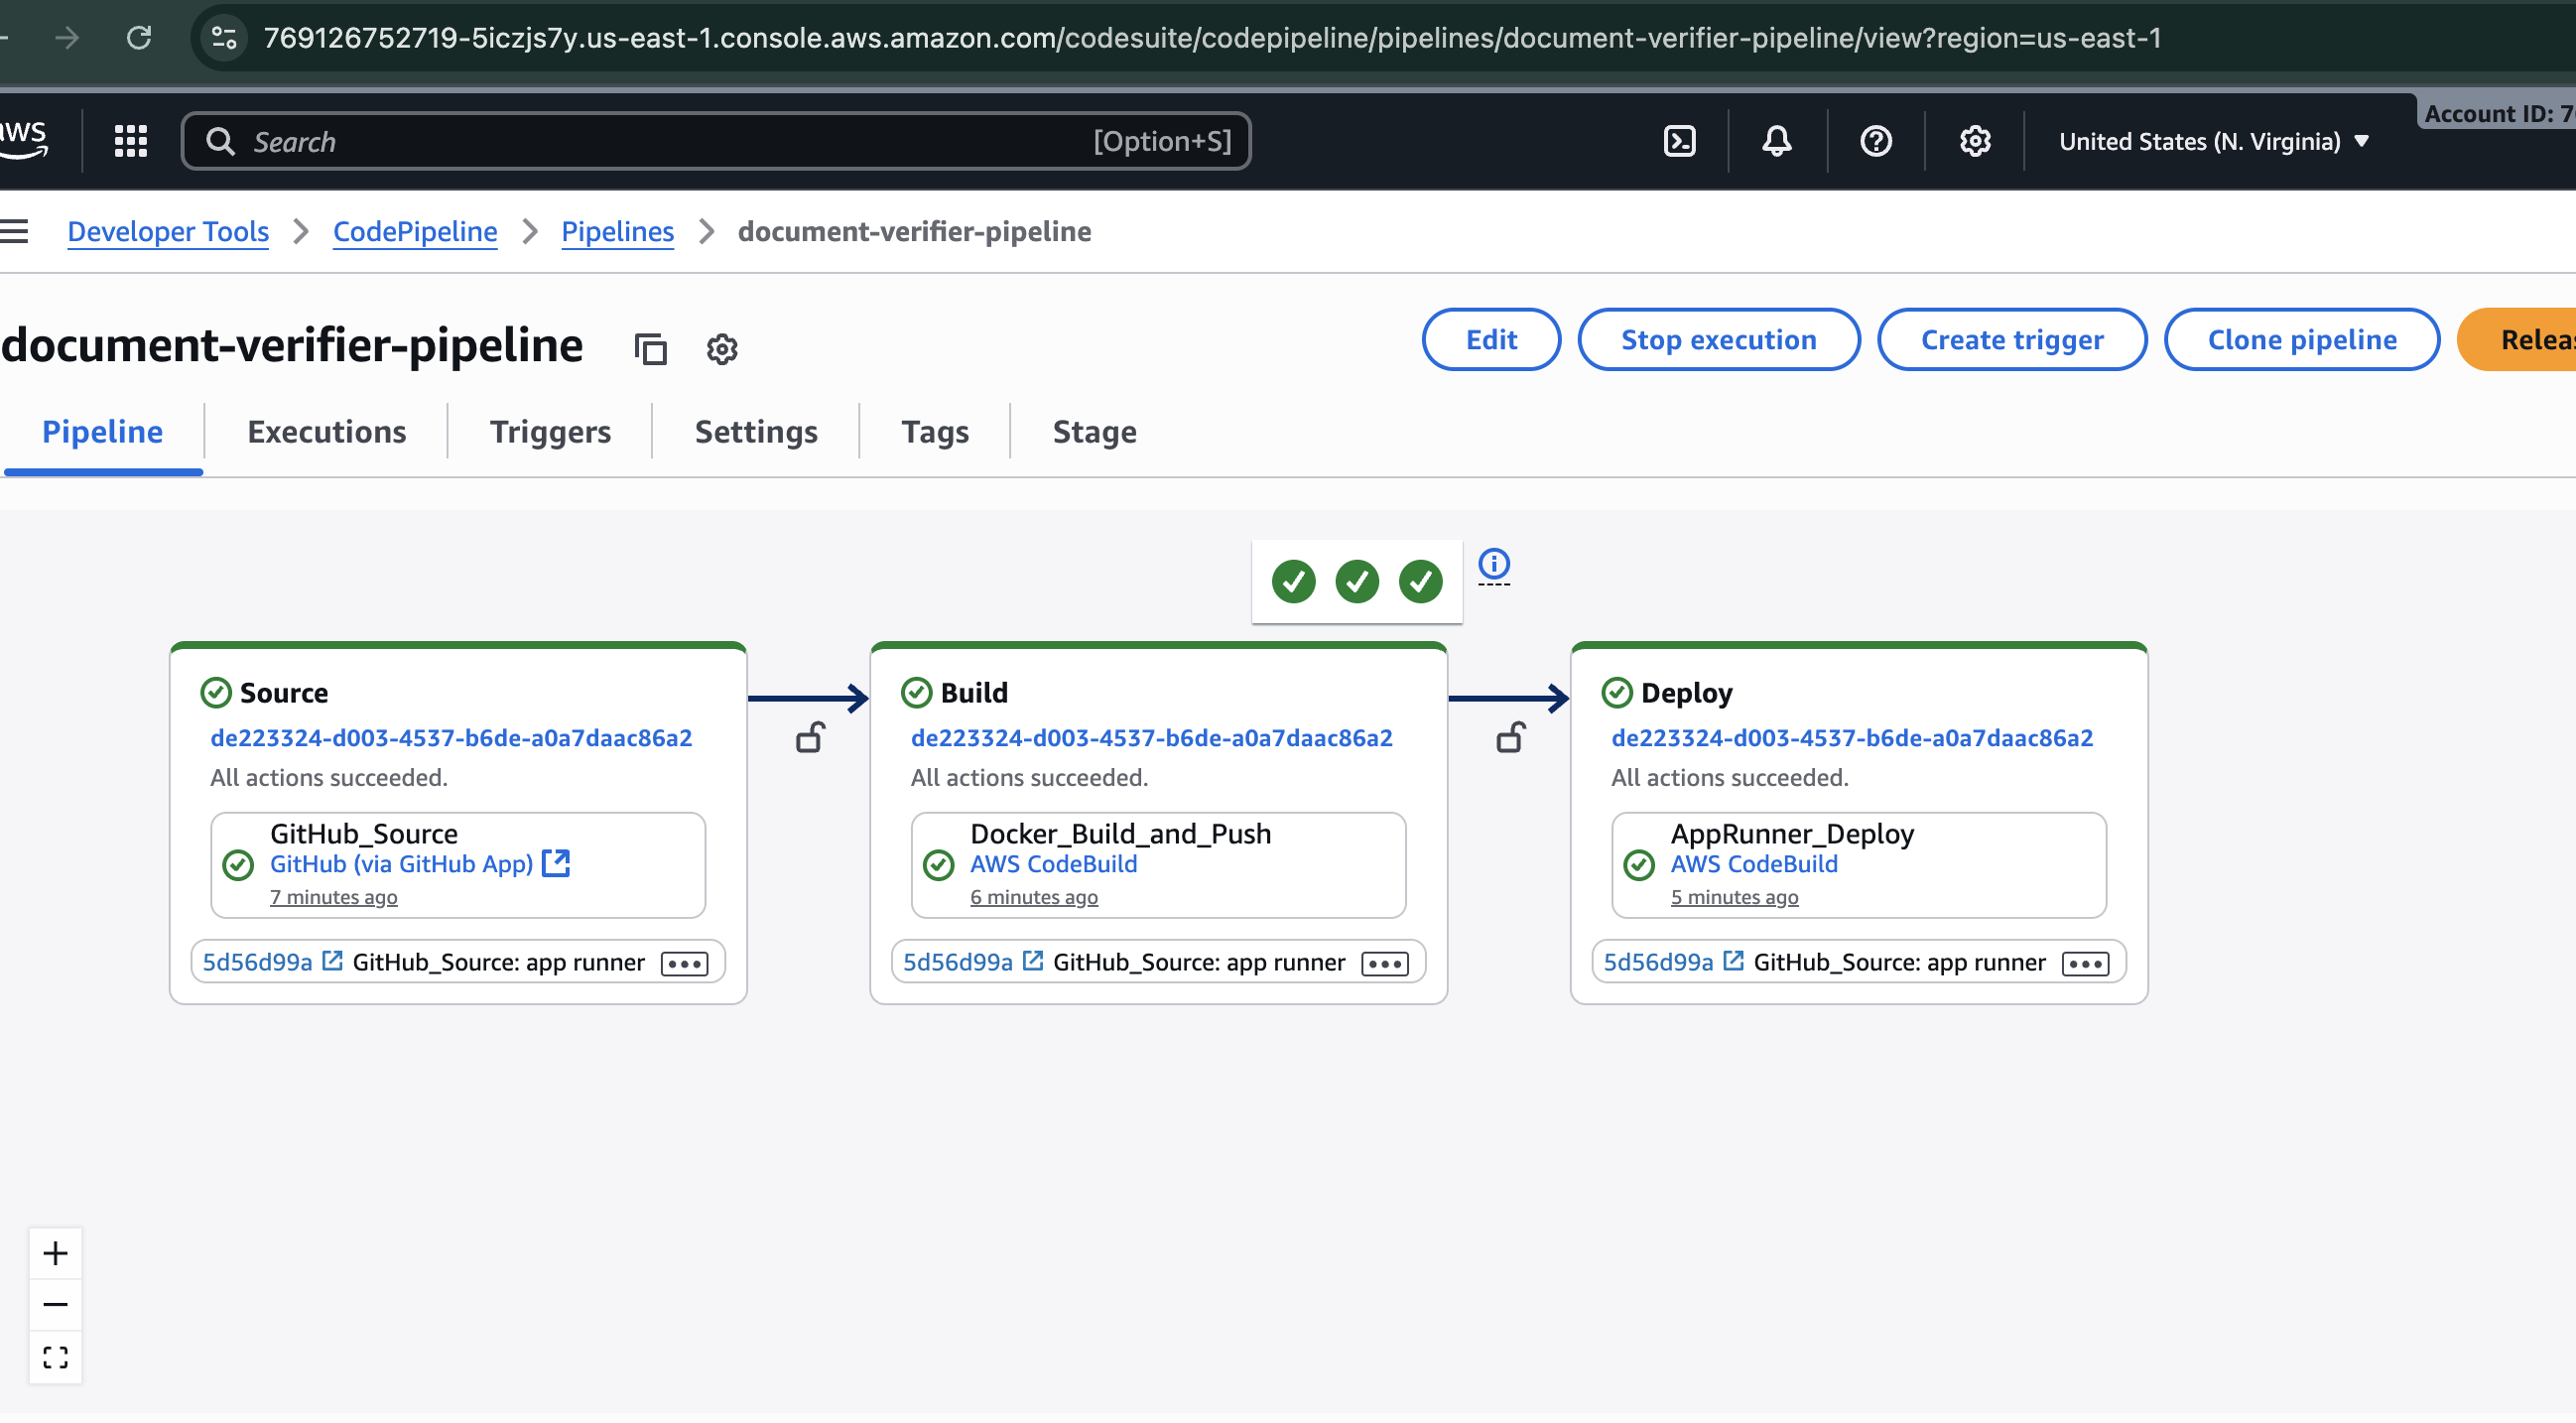 769126752719-5iczjs7y.us-east-1.console.aws.amazon.com/codesuite/codepipeline/pipelines/document-verifier-pipeline/view?region=us-east-1
aws
Search
[Option+S]
United States (N. Virginia)
Account ID: 7
Developer Tools
CodePipeline
Pipelines
document-verifier-pipeline
document-verifier-pipeline
Edit
Stop execution
Create trigger
Clone pipeline
Pipeline
Executions
Triggers
Settings
Tags
Stage
Source
de223324-d003-4537-b6de-a0a7daac86a2
All actions succeeded.
GitHub_Source
GitHub (via GitHub App)
7 minutes ago
5d56d99a GitHub_Source: app runner
Build
de223324-d003-4537-b6de-a0a7daac86a2
All actions succeeded.
Docker_Build_and_Push
AWS CodeBuild
6 minutes ago
5d56d99a GitHub_Source: app runner
Deploy
de223324-d003-4537-b6de-a0a7daac86a2
All actions succeeded.
AppRunner_Deploy
AWS CodeBuild
5 minutes ago
5d56d99a GitHub_Source: app runner